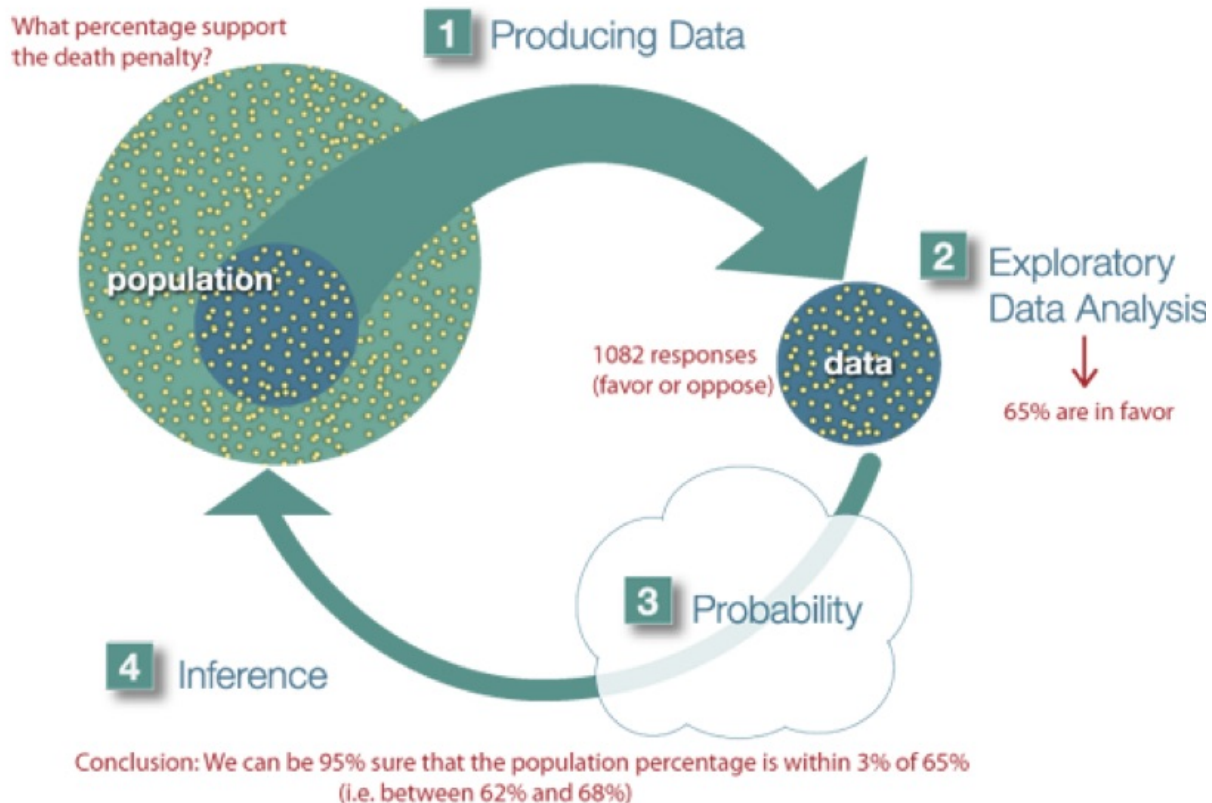 What percentage support
the death penalty?
1 Producing Data
population
2 Exploratory
Data Analysis
1082 responses
(favor or oppose)
data
65% are in favor
3 Probability
4 Inference
Conclusion: We can be 95% sure that the population percentage is within 3% of 65%
(i.e. between 62% and 68%)